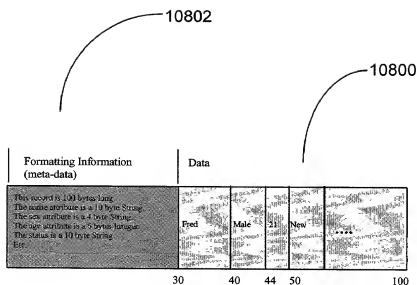 10802
10800
Formatting Information
(meta-data)
Data
This record is 100 bytes long
The name attribute is a 10 byte String
The sex attribute is a 4 byte String
The age attribute is a 6 bytes Integer
The status is a 10 byte String
Etc.
Fred
Male
21
New
....
30 40 44 50 100